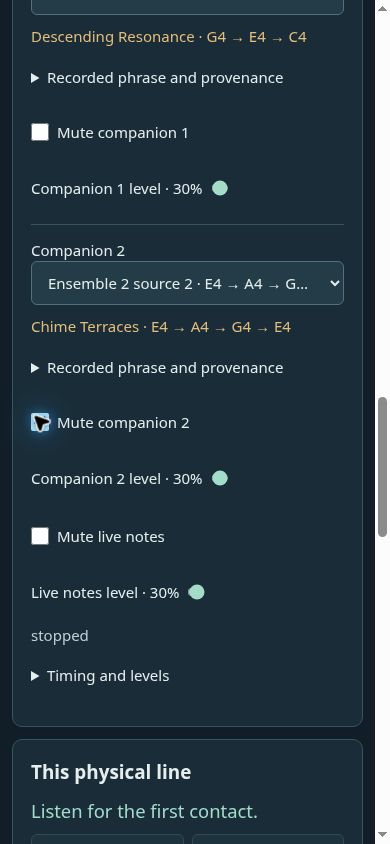 Descending Resonance · G4 → E4 → C4
▶ Recorded phrase and provenance
Mute companion 1
Companion 1 level · 30%
Companion 2
Ensemble 2 source 2 · E4 → A4 → G...
Chime Terraces · E4 → A4 → G4 → E4
▶ Recorded phrase and provenance
Mute companion 2
Companion 2 level · 30%
Mute live notes
Live notes level · 30%
stopped
▶ Timing and levels
This physical line
Listen for the first contact.